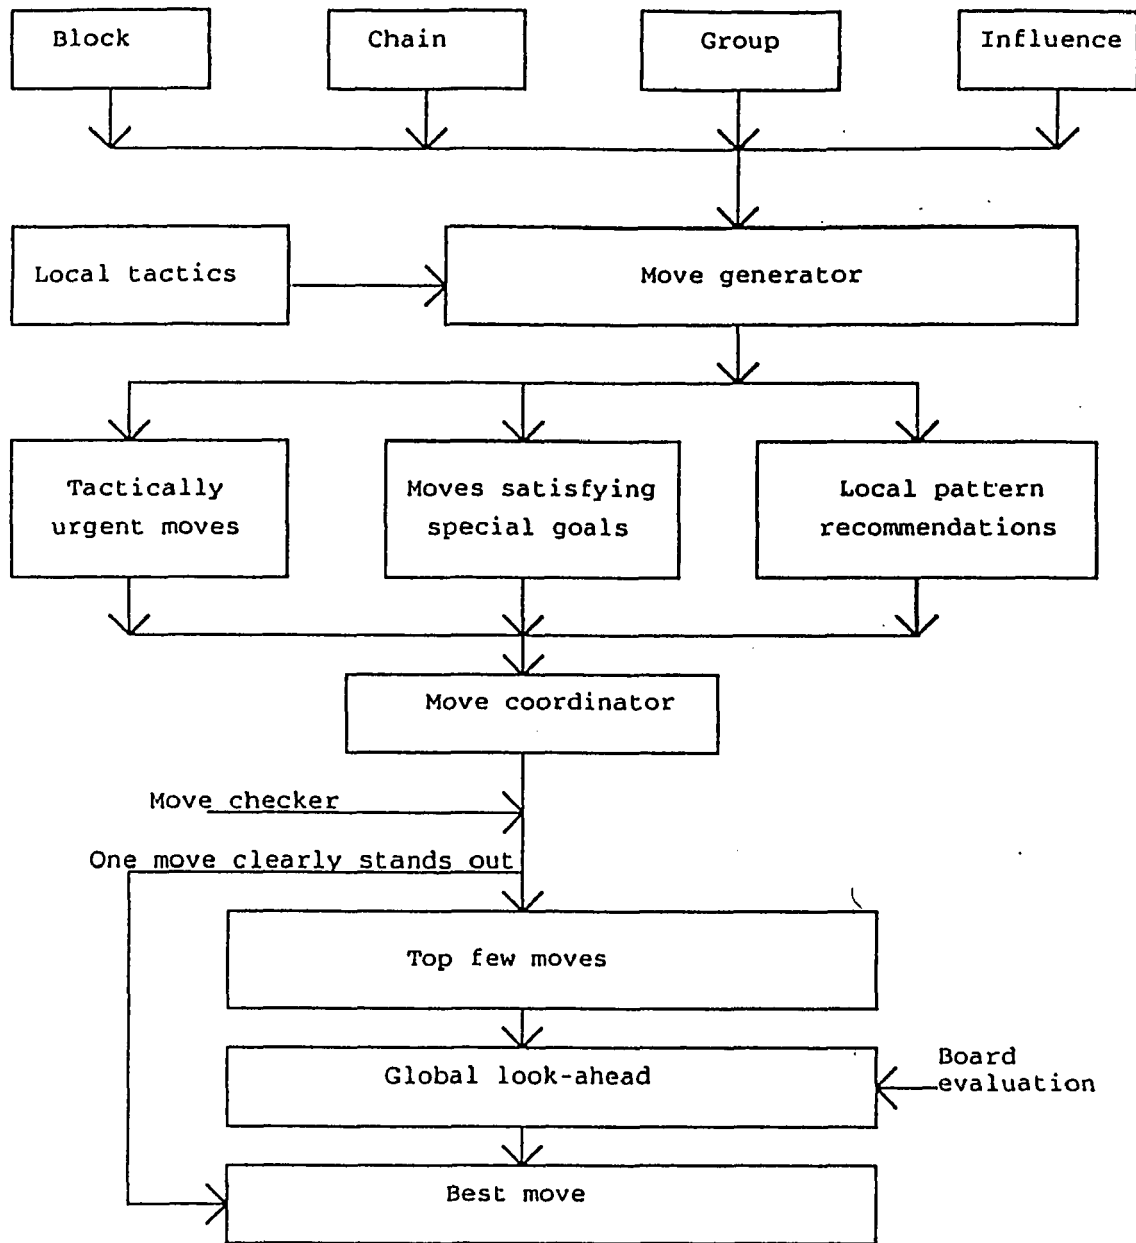 Block
Chain
Group
Influence
Local tactics
Move generator
Tactically
urgent moves
Moves satisfying
special goals
Local pattern
recommendations
Move coordinator
Move checker
One move clearly stands out
Top few moves
Global look-ahead
Board
evaluation
Best move